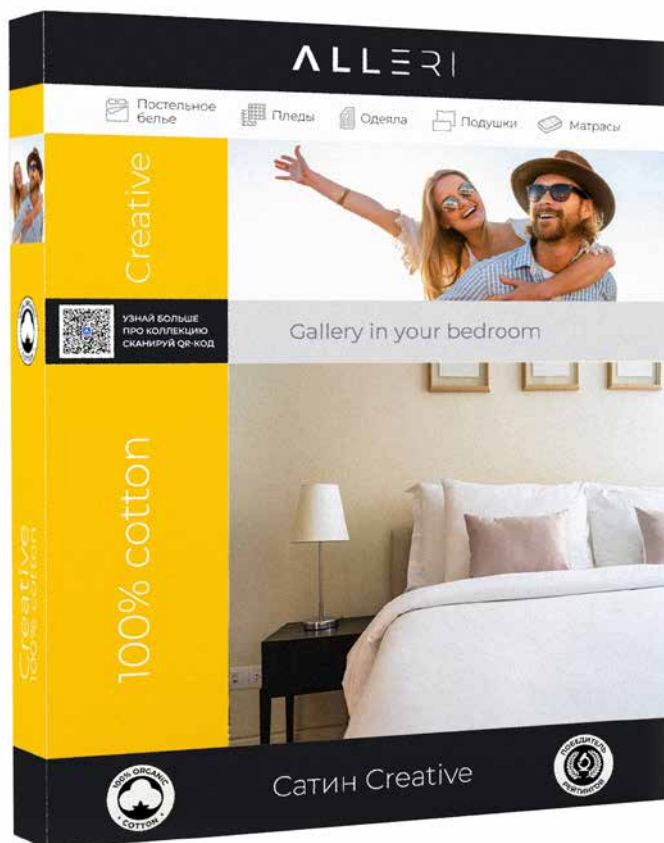 ALLERI
Постельное
белье
Пледы
Одеяла
Подушки
Матрасы
Creative
УЗНАЙ БОЛЬШЕ
ПРО КОЛЛЕКЦИЮ
СКАНИРУЙ QR-КОД
Gallery in your bedroom
100% cotton
COTTON
Creative
100% cotton
100% ORGANIC
COTTON
Сатин Creative
ПОБЕДИТЕЛЬ
РЕЙТИНГОВ